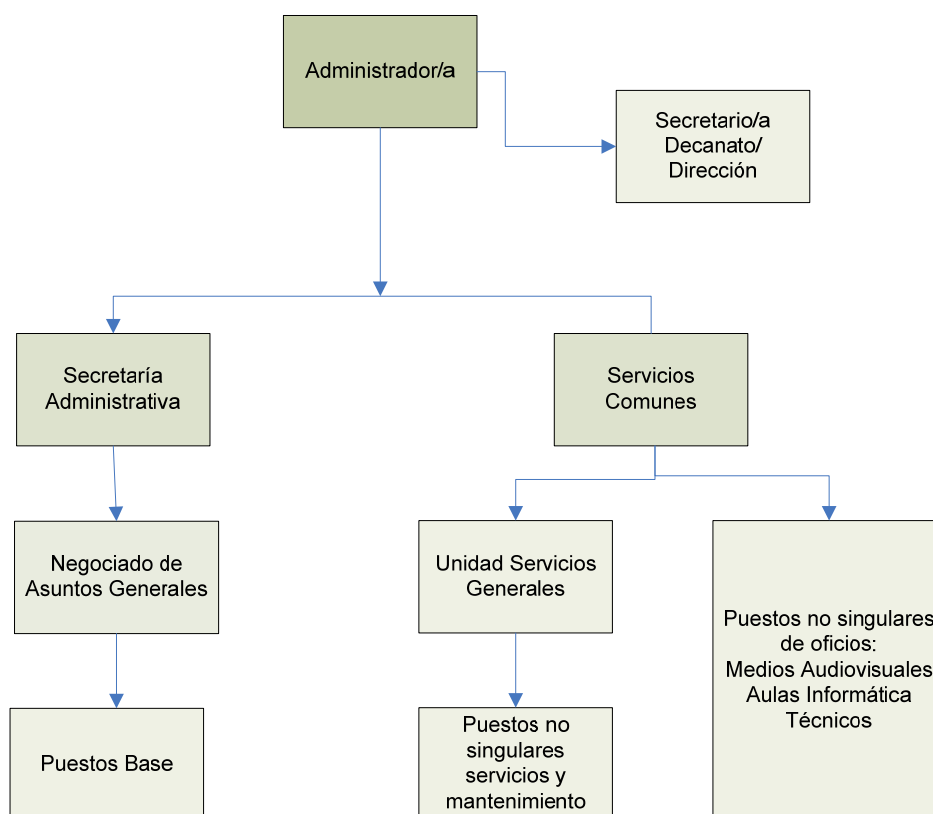 Administrador/a
Secretario/a
Decanato/
Dirección
Secretaría
Administrativa
Servicios
Comunes
Negociado de
Asuntos Generales
Unidad Servicios
Generales
Puestos no singulares
de oficios:
Medios Audiovisuales
Aulas Informática
Técnicos
Puestos Base
Puestos no
singulares
servicios y
mantenimiento